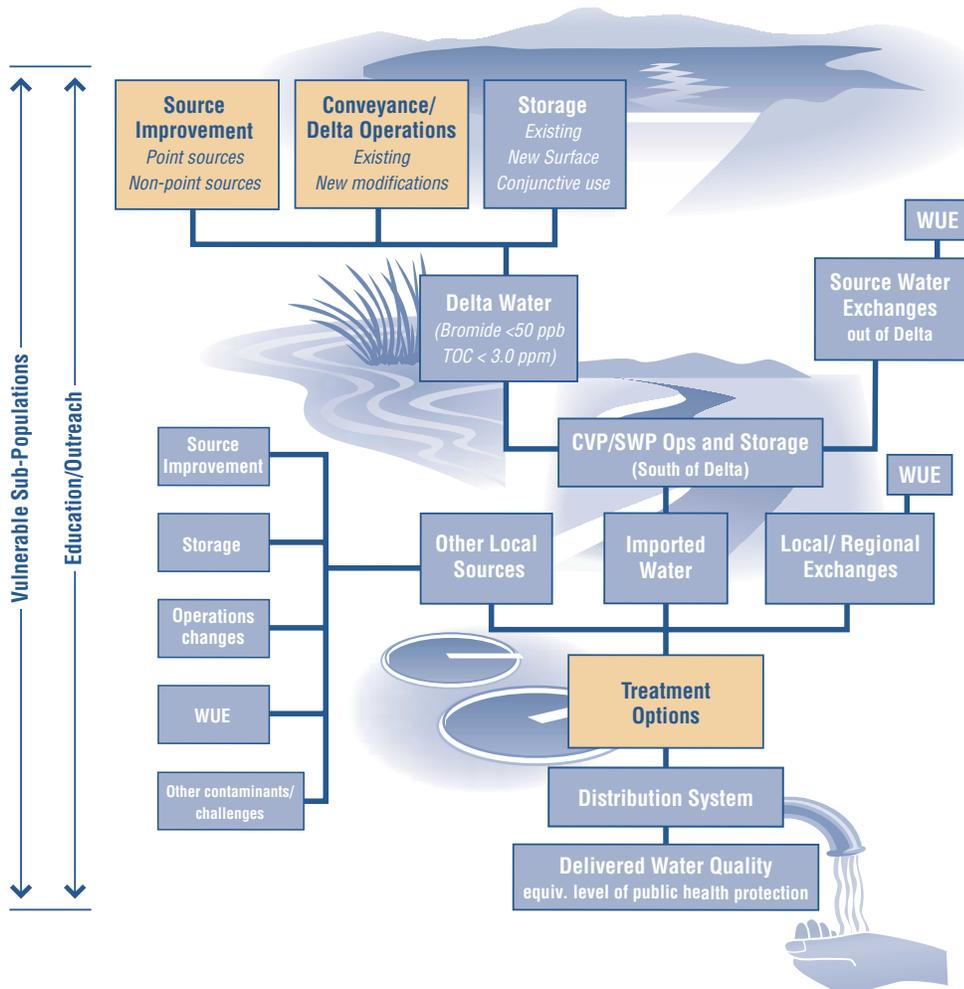 Source
Improvement
Point sources
Non-point sources
Conveyance/
Delta Operations
Existing
New modifications
Storage
Existing
New Surface
Conjunctive use
WUE
Source Water
Exchanges
out of Delta
Delta Water
(Bromide <50 ppb
TOC < 3.0 ppm)
CVP/SWP Ops and Storage
(South of Delta)
WUE
Vulnerable Sub-Populations
Education/Outreach
Source
Improvement
Storage
Operations
changes
WUE
Other contaminants/
challenges
Other Local
Sources
Imported
Water
Local/ Regional
Exchanges
Treatment
Options
Distribution System
Delivered Water Quality
equiv. level of public health protection